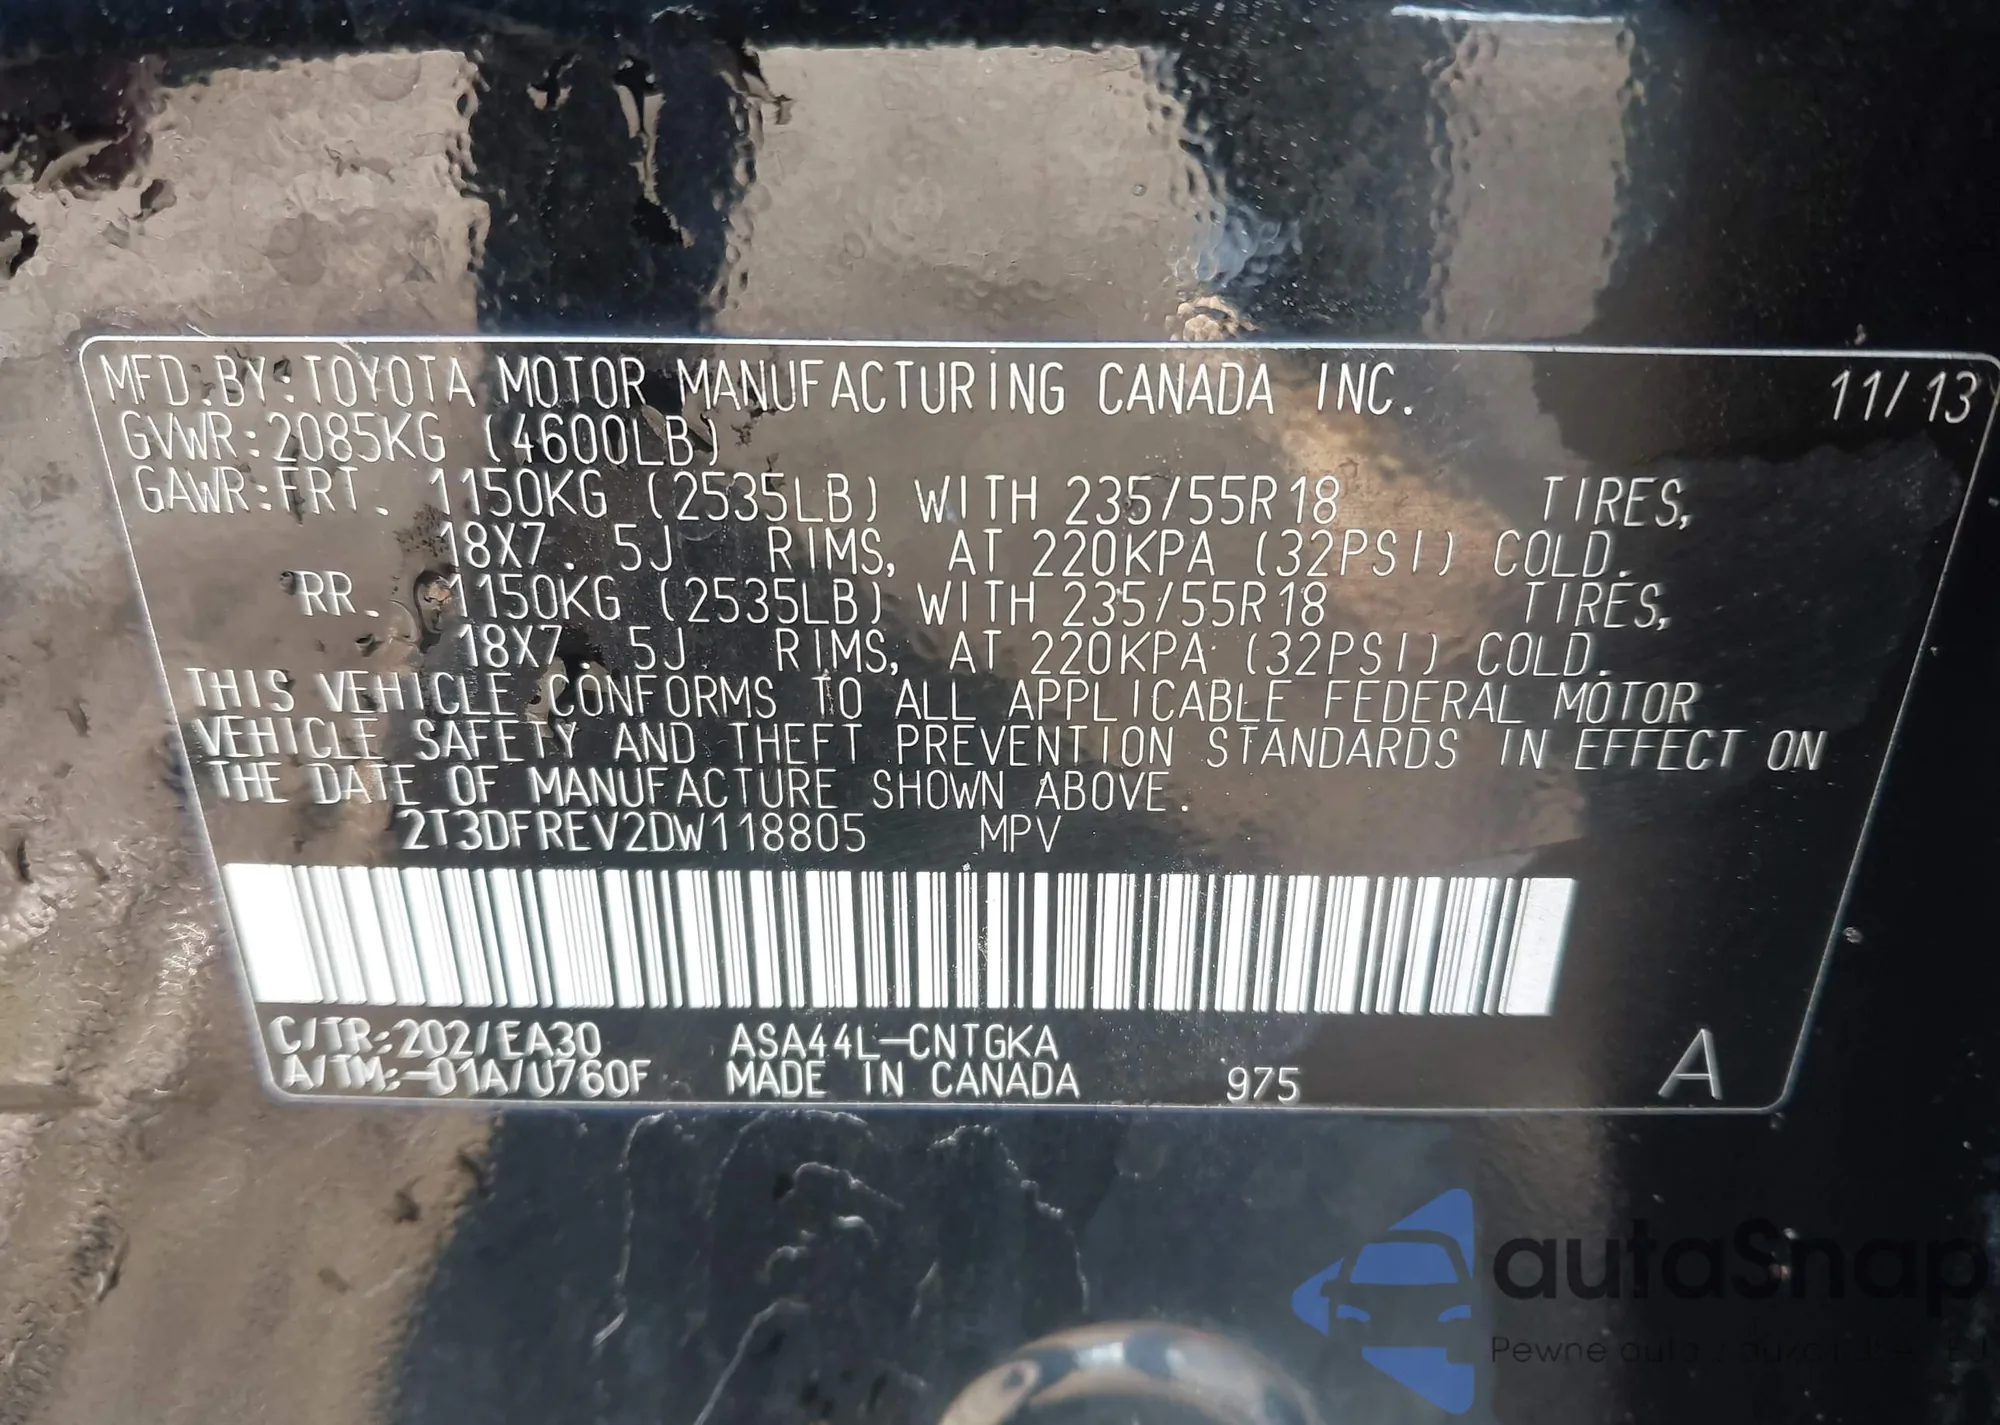 MFD.BY:TOYOTA MOTOR MANUFACTURING CANADA INC. 11/13
GVWR:2085KG (4600LB)
GAWR:FRT. 1150KG (2535LB) WITH 235/55R18 TIRES,
18X7.5J RIMS, AT 220KPA (32PSI) COLD.
RR. 1150KG (2535LB) WITH 235/55R18 TIRES,
18X7.5J RIMS, AT 220KPA (32PSI) COLD.
THIS VEHICLE CONFORMS TO ALL APPLICABLE FEDERAL MOTOR
VEHICLE SAFETY AND THEFT PREVENTION STANDARDS IN EFFECT ON
THE DATE OF MANUFACTURE SHOWN ABOVE.
2T3DFREV2DW118805 MPV
C/TR:202/EA30 ASA44L-CNTGKA
A/TM:-01A/U760F MADE IN CANADA 975 A
autaSnap
Pewne auta z